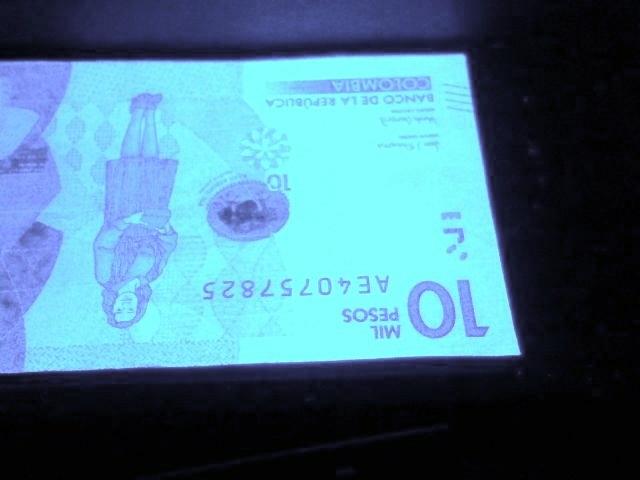 10 MIL
PESOS
AE40757825
10
BANCO DE LA REPÚBLICA
COLOMBIA